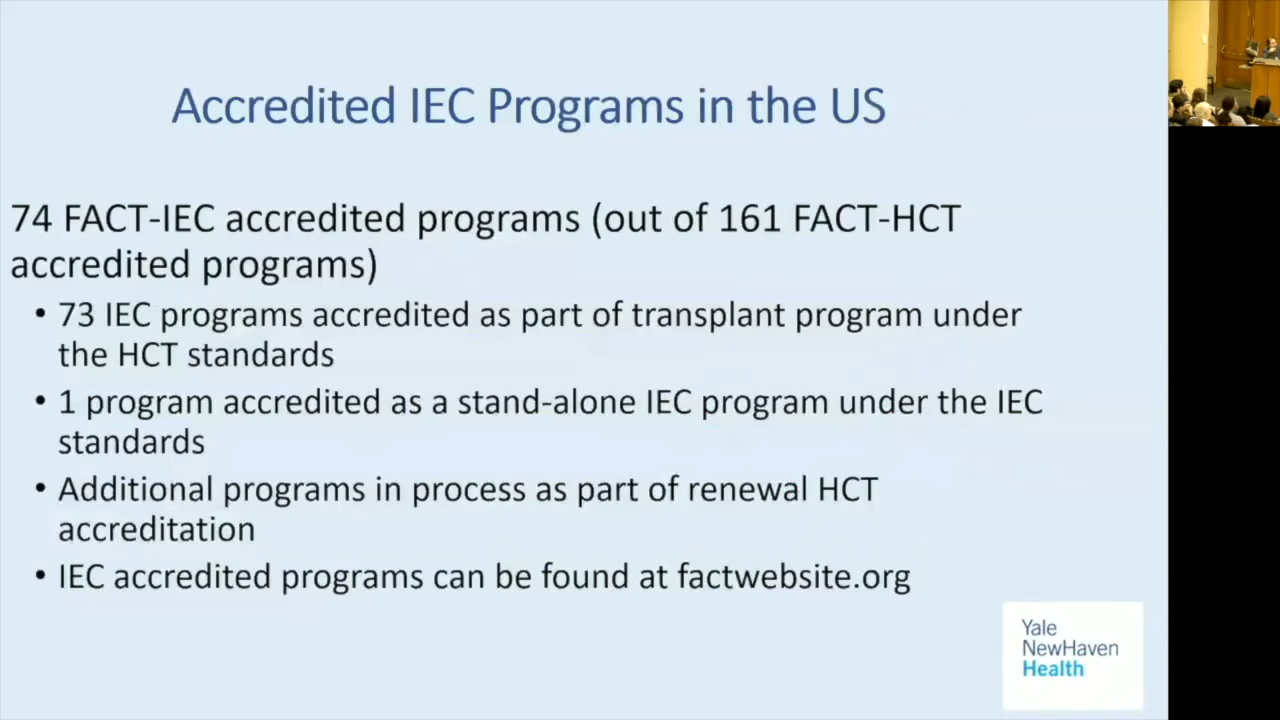 Accredited IEC Programs in the US
74 FACT-IEC accredited programs (out of 161 FACT-HCT
accredited programs)
• 73 IEC programs accredited as part of transplant program under
the HCT standards
• 1 program accredited as a stand-alone IEC program under the IEC
standards
• Additional programs in process as part of renewal HCT
accreditation
• IEC accredited programs can be found at factwebsite.org
Yale
NewHaven
Health